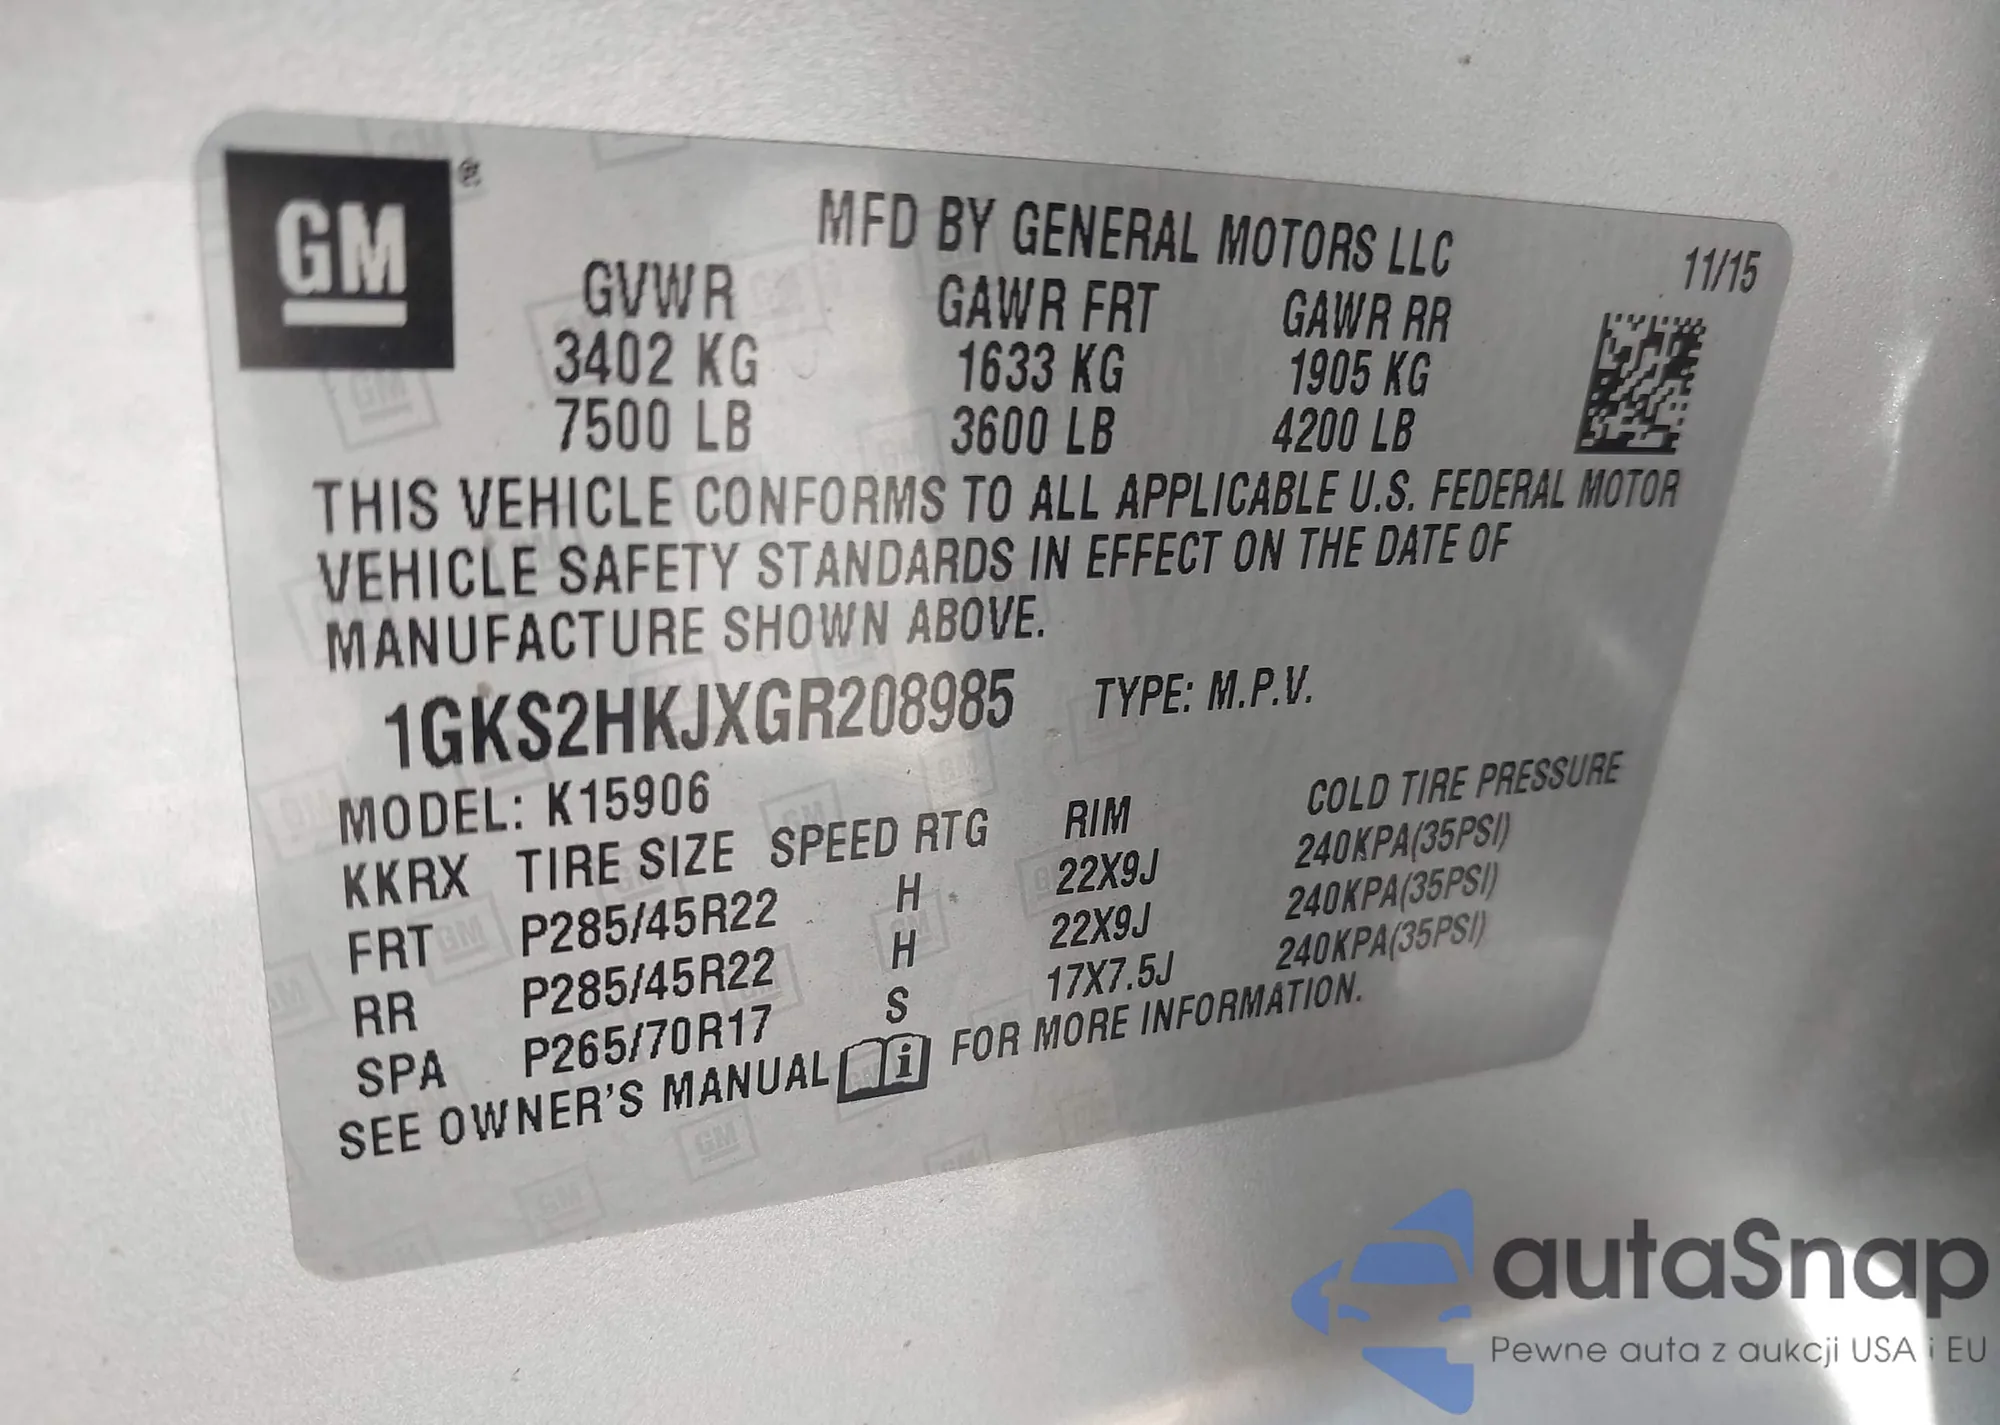 GM ®
MFD BY GENERAL MOTORS LLC
11/15
GVWR GAWR FRT GAWR RR
3402 KG 1633 KG 1905 KG
7500 LB 3600 LB 4200 LB
THIS VEHICLE CONFORMS TO ALL APPLICABLE U.S. FEDERAL MOTOR
VEHICLE SAFETY STANDARDS IN EFFECT ON THE DATE OF
MANUFACTURE SHOWN ABOVE.
1GKS2HKJXGR208985 TYPE: M.P.V.
MODEL: K15906
KKRX TIRE SIZE SPEED RTG RIM COLD TIRE PRESSURE
FRT P285/45R22 H 22X9J 240KPA(35PSI)
RR P285/45R22 H 22X9J 240KPA(35PSI)
SPA P265/70R17 S 17X7.5J 240KPA(35PSI)
SEE OWNER'S MANUAL i FOR MORE INFORMATION.
autaSnap
Pewne auta z aukcji USA i EU